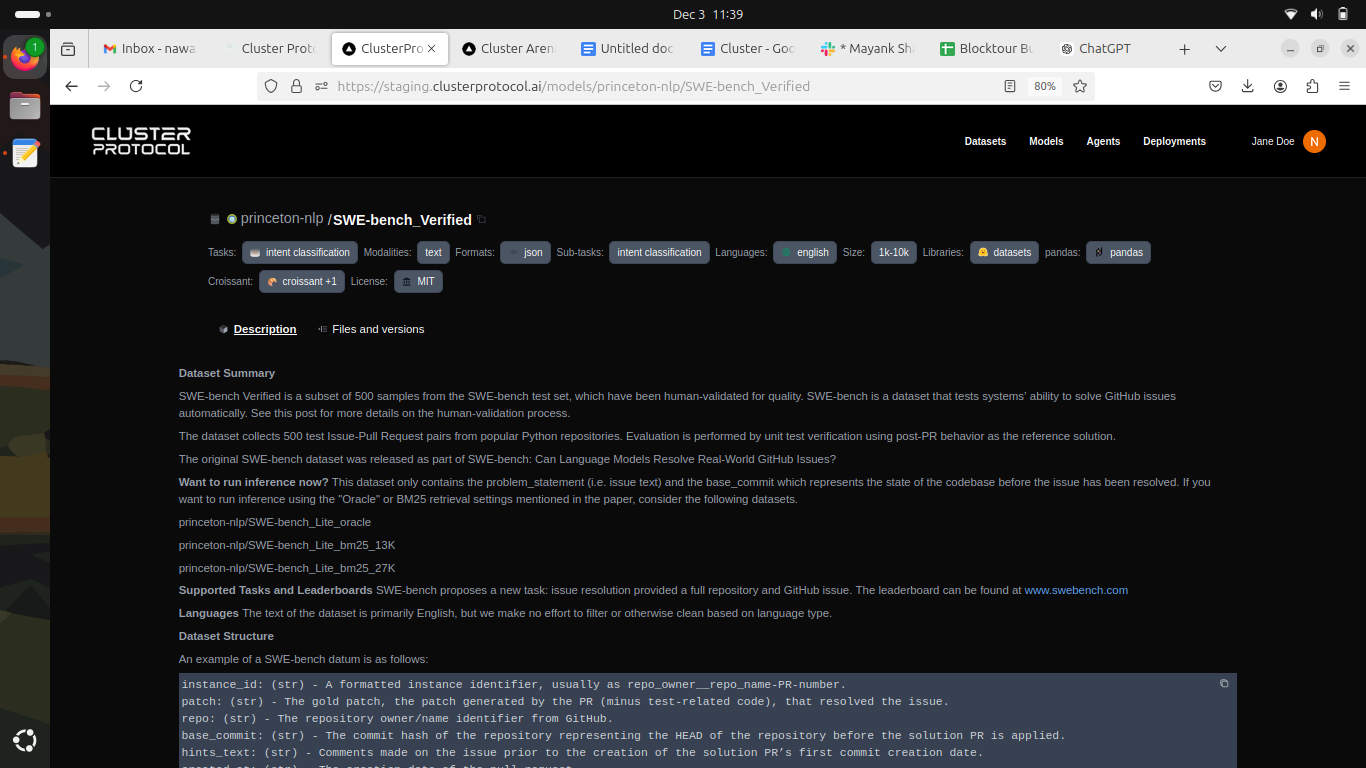 Dec 3 11:39
1
Inbox - nawa
Cluster Proto
ClusterPro
Cluster Aren
Untitled doc
Cluster - Goo
* Mayank Sha
Blocktour Bu
ChatGPT
https://staging.clusterprotocol.ai/models/princeton-nlp/SWE-bench_Verified
80%
CLUSTER
PROTOCOL
Datasets Models Agents Deployments Jane Doe N
princeton-nlp /SWE-bench_Verified
Tasks: intent classification Modalities: text Formats: json Sub-tasks: intent classification Languages: english Size: 1k-10k Libraries: datasets pandas: pandas
Croissant: croissant +1 License: MIT
Description Files and versions
Dataset Summary
SWE-bench Verified is a subset of 500 samples from the SWE-bench test set, which have been human-validated for quality. SWE-bench is a dataset that tests systems' ability to solve GitHub issues
automatically. See this post for more details on the human-validation process.
The dataset collects 500 test Issue-Pull Request pairs from popular Python repositories. Evaluation is performed by unit test verification using post-PR behavior as the reference solution.
The original SWE-bench dataset was released as part of SWE-bench: Can Language Models Resolve Real-World GitHub Issues?
Want to run inference now? This dataset only contains the problem_statement (i.e. issue text) and the base_commit which represents the state of the codebase before the issue has been resolved. If you
want to run inference using the "Oracle" or BM25 retrieval settings mentioned in the paper, consider the following datasets.
princeton-nlp/SWE-bench_Lite_oracle
princeton-nlp/SWE-bench_Lite_bm25_13K
princeton-nlp/SWE-bench_Lite_bm25_27K
Supported Tasks and Leaderboards SWE-bench proposes a new task: issue resolution provided a full repository and GitHub issue. The leaderboard can be found at www.swebench.com
Languages The text of the dataset is primarily English, but we make no effort to filter or otherwise clean based on language type.
Dataset Structure
An example of a SWE-bench datum is as follows:
instance_id: (str) - A formatted instance identifier, usually as repo_owner__repo_name-PR-number.
patch: (str) - The gold patch, the patch generated by the PR (minus test-related code), that resolved the issue.
repo: (str) - The repository owner/name identifier from GitHub.
base_commit: (str) - The commit hash of the repository representing the HEAD of the repository before the solution PR is applied.
hints_text: (str) - Comments made on the issue prior to the creation of the solution PR’s first commit creation date.
created_at: (str) - The creation date of the pull request.